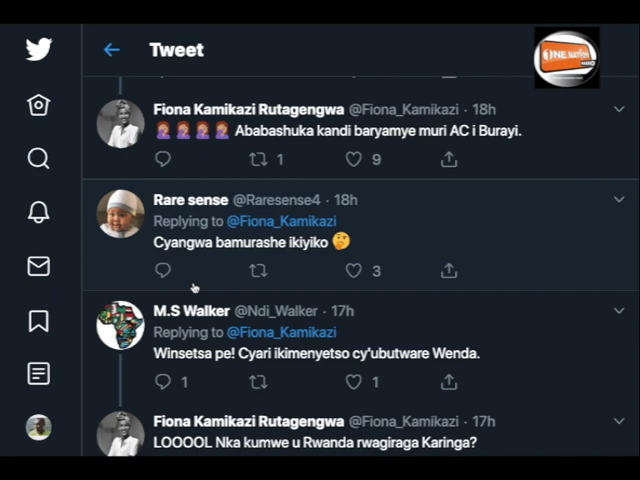 Tweet
ONE NATION
Fiona Kamikazi Rutagengwa @Fiona_Kamikazi · 18h
🤦🏽‍♀️🤦🏽‍♀️🤦🏽‍♀️🤦🏽‍♀️ Ababashuka kandi baryamye muri AC i Burayi.
1 9
Rare sense @Raresense4 · 18h
Replying to @Fiona_Kamikazi
Cyangwa bamurashe ikiyiko 🤔
3
M.S Walker @Ndi_Walker · 17h
Replying to @Fiona_Kamikazi
Winsetsa pe! Cyari ikimenyetso cy'ubutware Wenda.
1 1
Fiona Kamikazi Rutagengwa @Fiona_Kamikazi · 17h
LOOOOL Nka kumwe u Rwanda rwagiraga Karinga?